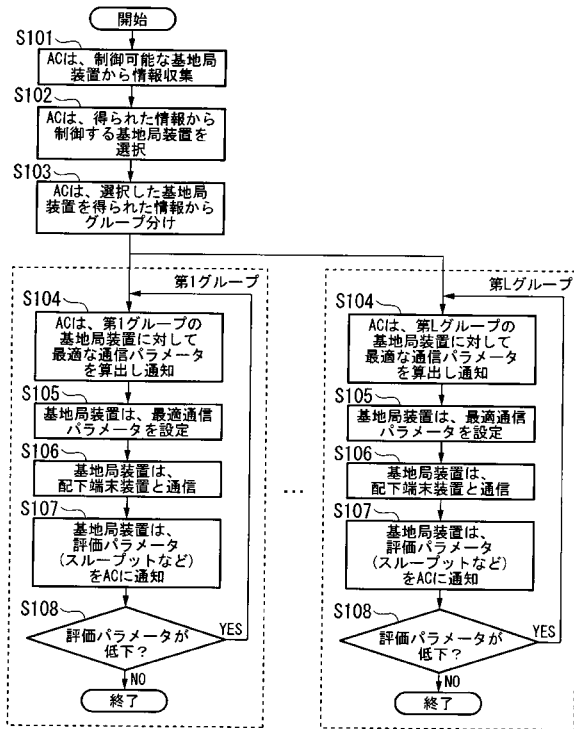 開始
S101
ACは、制御可能な基地局
装置から情報収集
S102
ACは、得られた情報から
制御する基地局装置を
選択
S103
ACは、選択した基地局
装置を得られた情報から
グループ分け
第1グループ
S104
ACは、第1グループの
基地局装置に対して
最適な通信パラメータ
を算出し通知
S105
基地局装置は、最適通信
パラメータを設定
S106
基地局装置は、
配下端末装置と通信
S107
基地局装置は、
評価パラメータ
(スループットなど)
をACに通知
S108
評価パラメータが
低下?
YES
NO
終了
...
第Lグループ
S104
ACは、第Lグループの
基地局装置に対して
最適な通信パラメータ
を算出し通知
S105
基地局装置は、最適通信
パラメータを設定
S106
基地局装置は、
配下端末装置と通信
S107
基地局装置は、
評価パラメータ
(スループットなど)
をACに通知
S108
評価パラメータが
低下?
YES
NO
終了